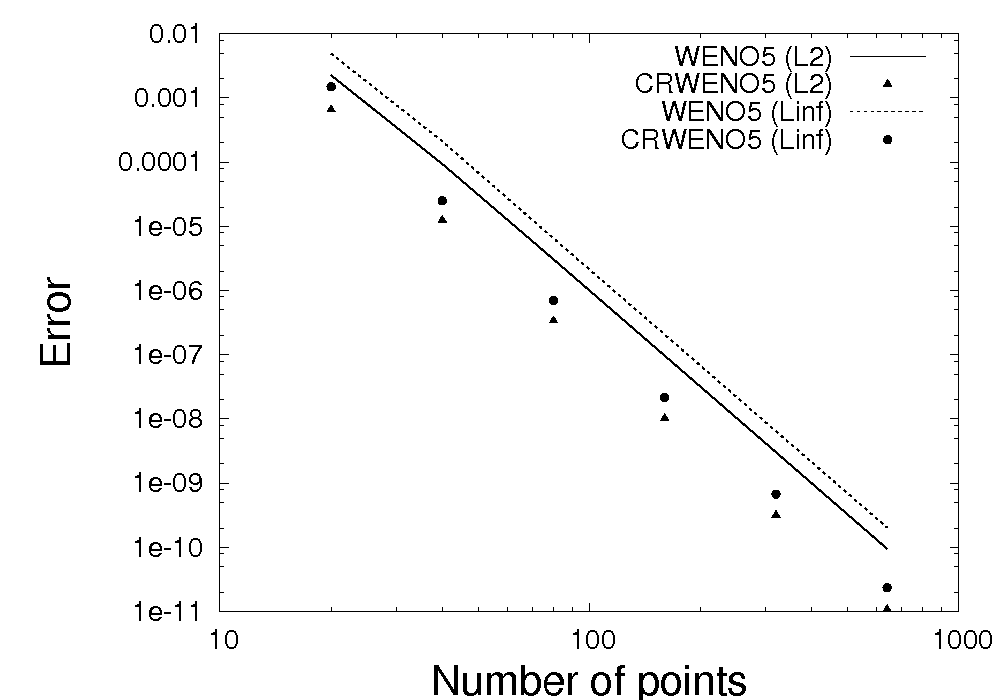 0.01
0.001
0.0001
1e-05
1e-06
1e-07
1e-08
1e-09
1e-10
1e-11
Error
WENO5 (L2)
CRWENO5 (L2)
WENO5 (Linf)
CRWENO5 (Linf)
10
100
1000
Number of points